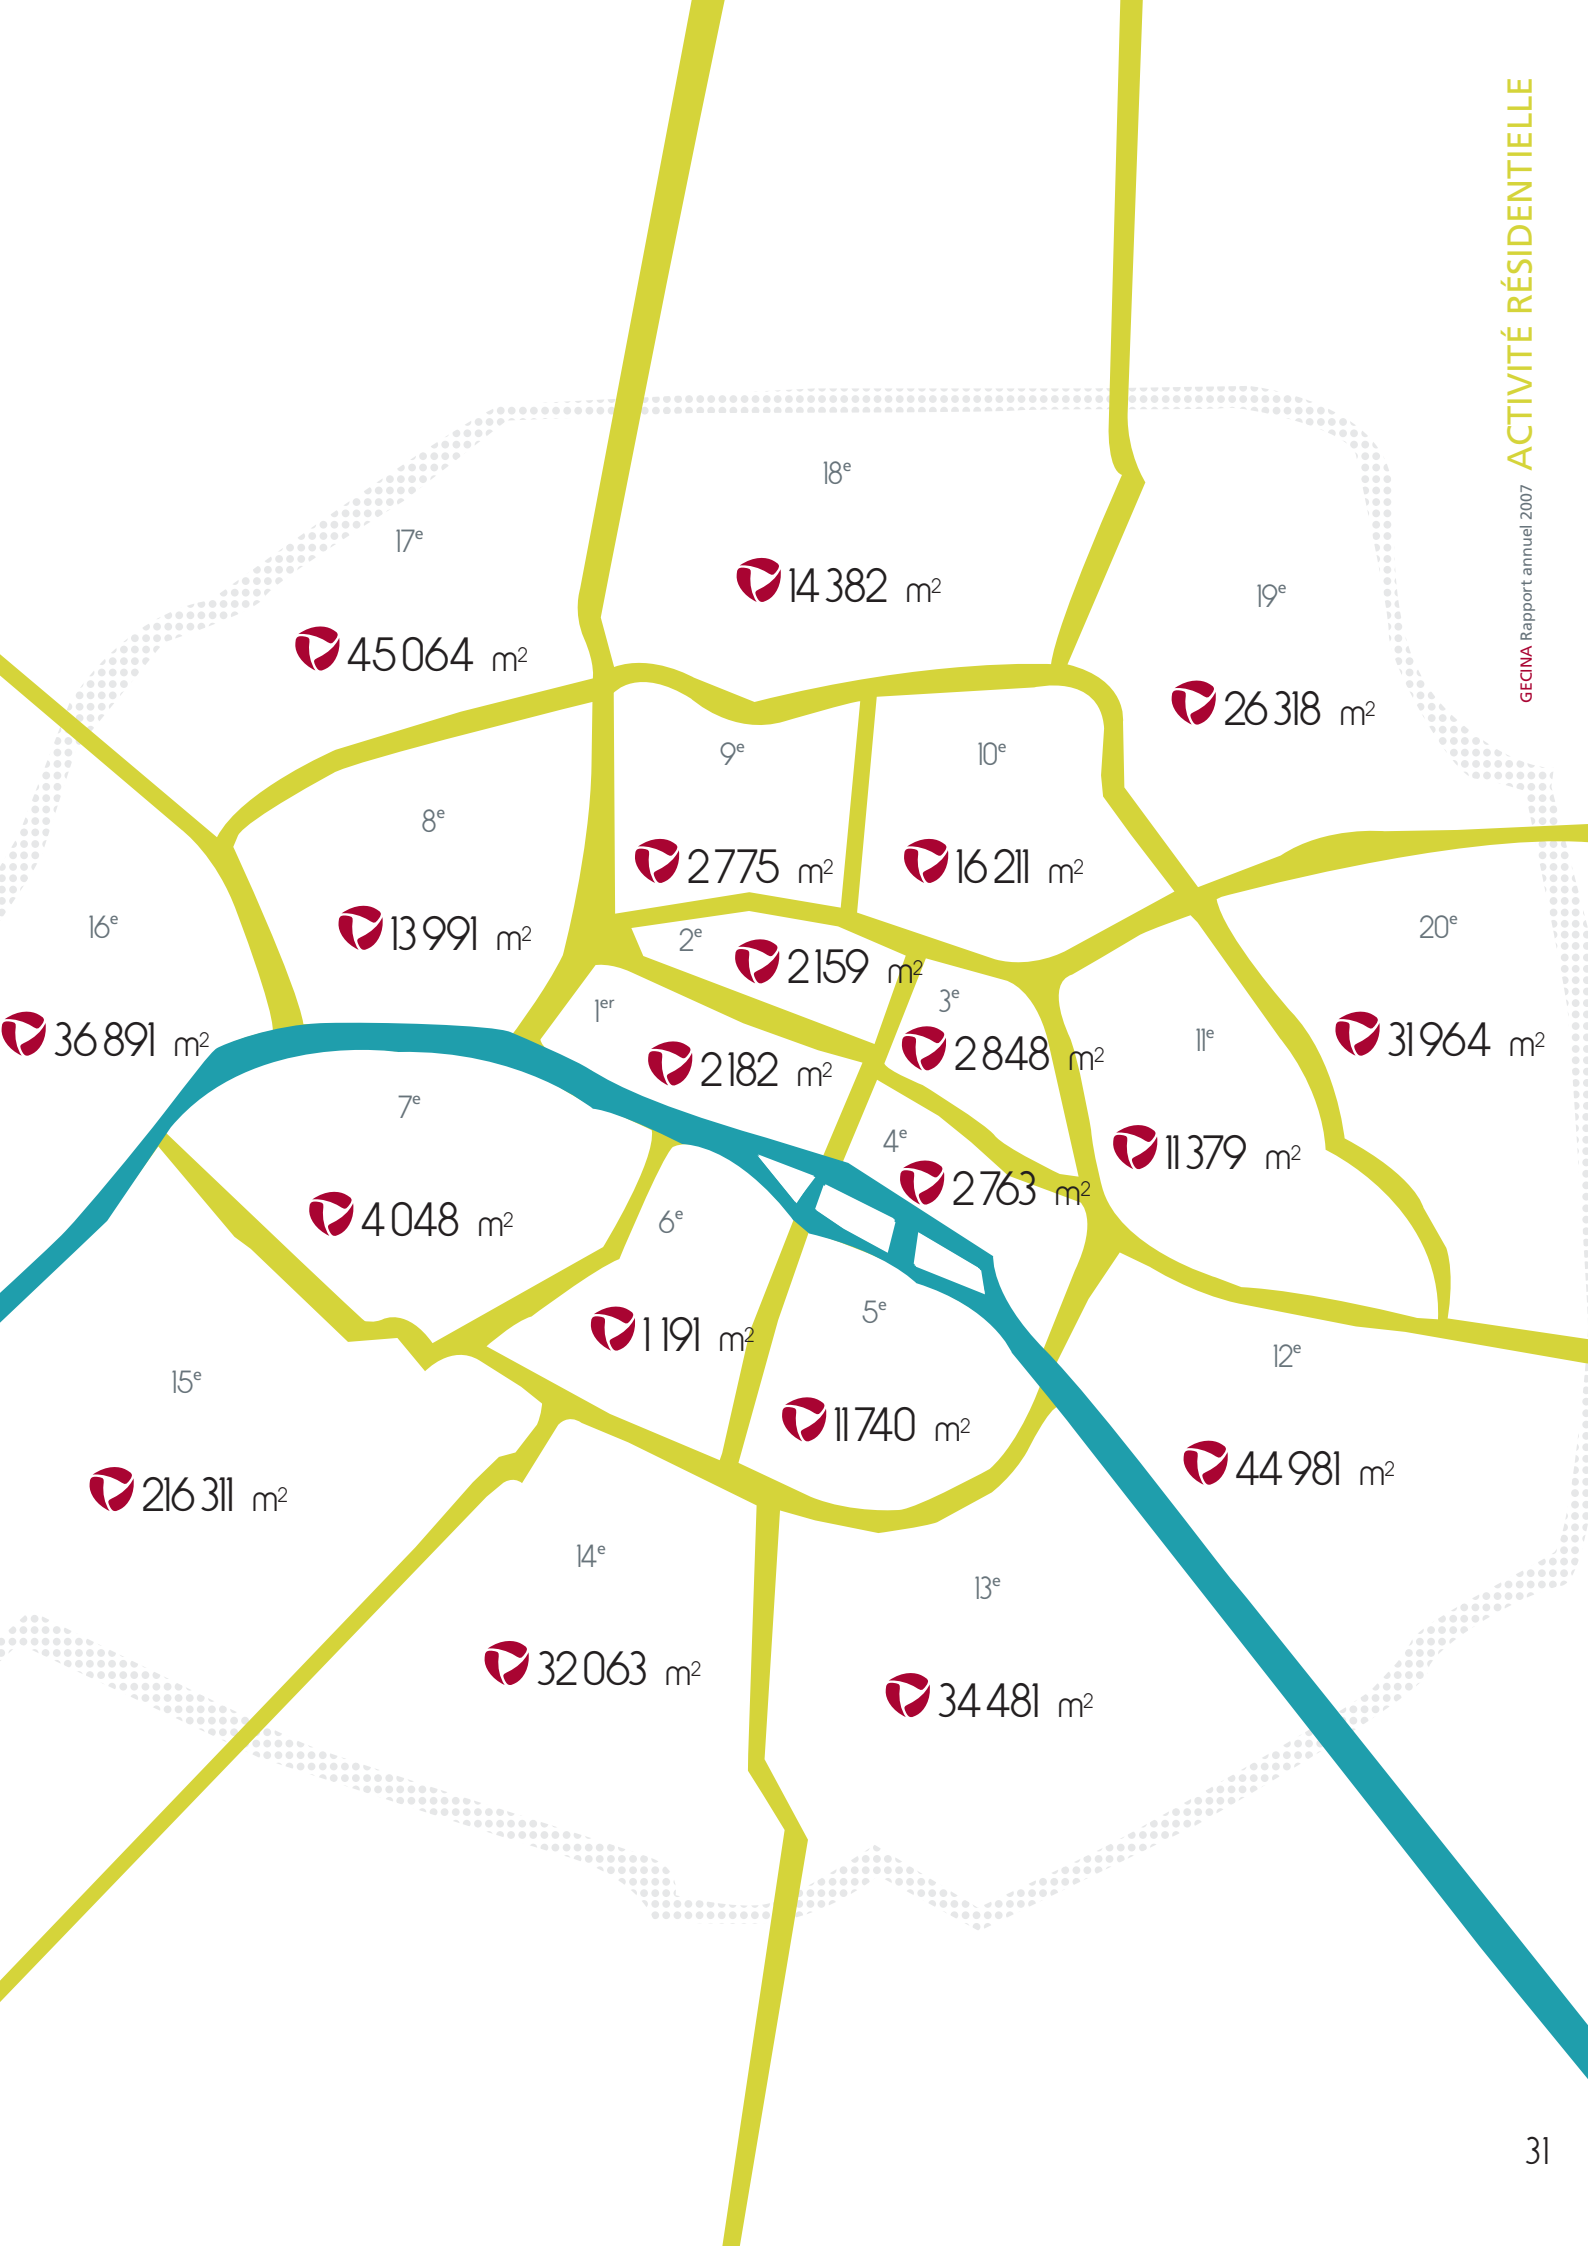 GECINA Rapport annuel 2007 ACTIVITÉ RÉSIDENTIELLE
18e
14 382 m2
17e
45 064 m2
19e
26 318 m2
9e
2 775 m2
10e
16 211 m2
8e
13 991 m2
16e
36 891 m2
2e
2 159 m2
20e
31 964 m2
1er
2 182 m2
3e
2 848 m2
11e
11 379 m2
7e
4 048 m2
4e
2 763 m2
6e
1 191 m2
5e
11 740 m2
15e
216 311 m2
12e
44 981 m2
14e
32 063 m2
13e
34 481 m2
31